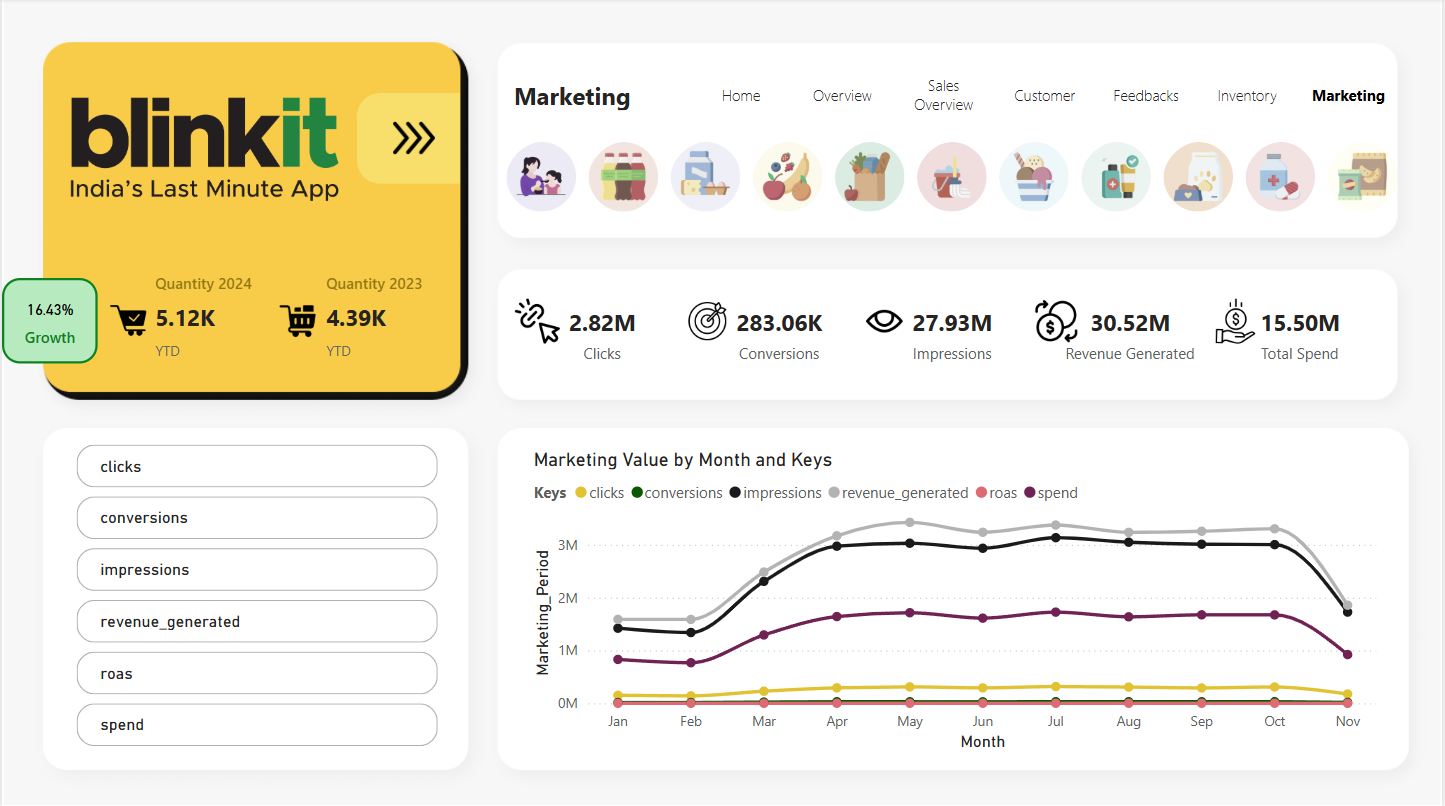 blinkit
India's Last Minute App
Quantity 2024
5.12K
YTD
Quantity 2023
4.39K
YTD
16.43%
Growth
Marketing
Home
Overview
Sales
Overview
Customer
Feedbacks
Inventory
Marketing
2.82M
Clicks
283.06K
Conversions
27.93M
Impressions
30.52M
Revenue Generated
15.50M
Total Spend
clicks
conversions
impressions
revenue_generated
roas
spend
Marketing Value by Month and Keys
Keys clicks conversions impressions revenue_generated roas spend
Marketing_Period
3M
2M
1M
0M
Jan Feb Mar Apr May Jun Jul Aug Sep Oct Nov
Month